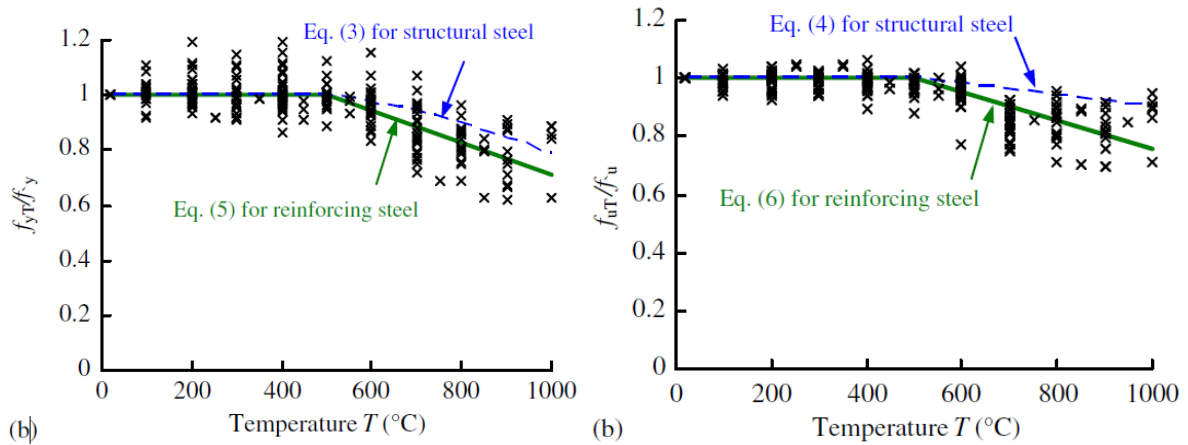 1.2
1
0.8
0.6
0.4
0.2
0
f_yT/f_y
Eq. (3) for structural steel
Eq. (5) for reinforcing steel
0 200 400 600 800 1000
Temperature T (°C)
(b)
1.2
1
0.8
0.6
0.4
0.2
0
f_uT/f_u
Eq. (4) for structural steel
Eq. (6) for reinforcing steel
0 200 400 600 800 1000
Temperature T (°C)
(b)